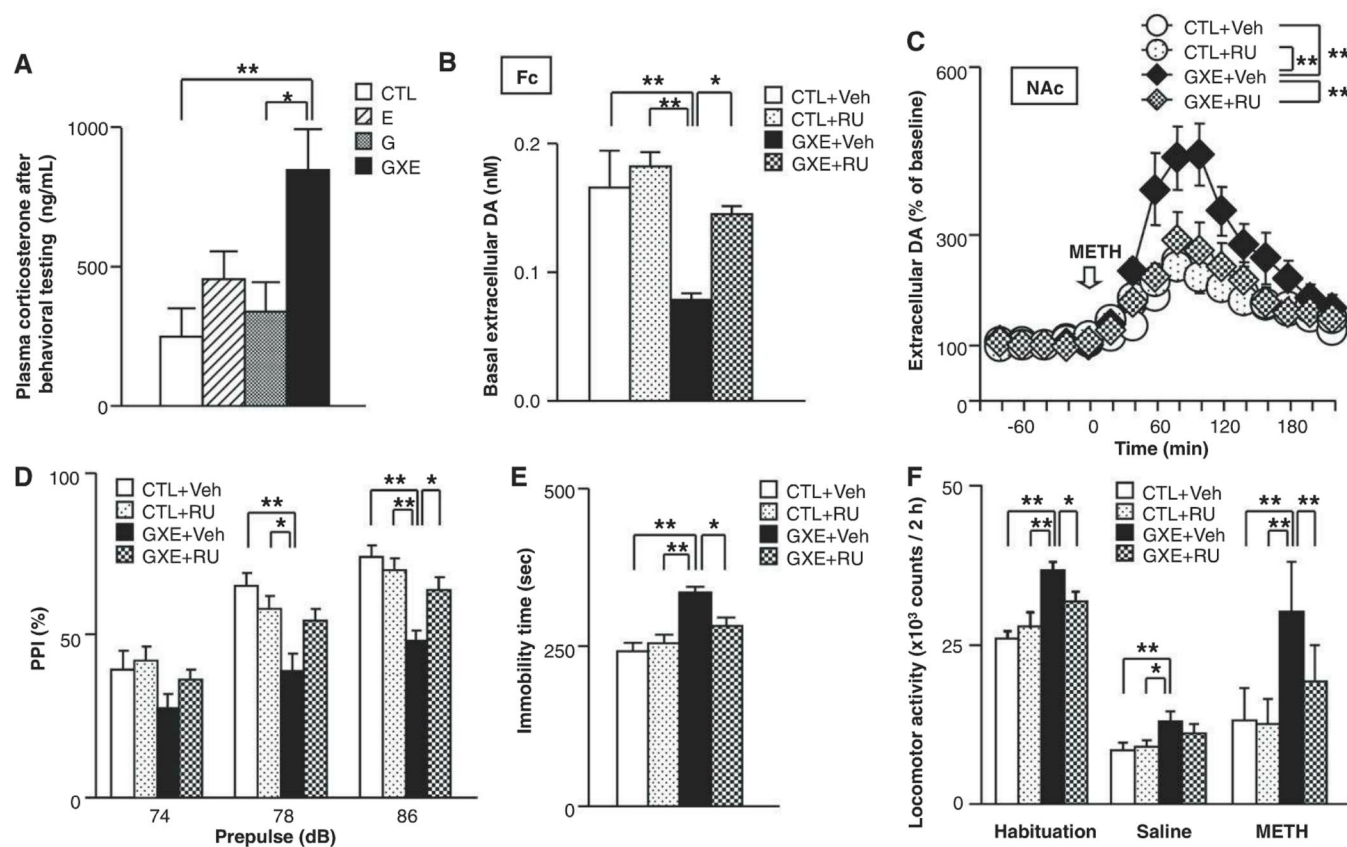 A
**
*
CTL
E
G
GXE
Plasma corticosterone after
behavioral testing (ng/mL)
1000
500
0
B
Fc
**
*
**
CTL+Veh
CTL+RU
GXE+Veh
GXE+RU
Basal extracellular DA (nM)
0.2
0.1
0.0
C
NAc
CTL+Veh
CTL+RU
GXE+Veh
GXE+RU
**
**
**
Extracellular DA (% of baseline)
600
300
100
0
METH
-60
0
60
120
180
Time (min)
D
CTL+Veh
CTL+RU
GXE+Veh
GXE+RU
**
*
**
*
**
PPI (%)
100
50
0
74
78
86
Prepulse (dB)
E
CTL+Veh
CTL+RU
GXE+Veh
GXE+RU
**
*
**
Immobility time (sec)
500
250
0
F
CTL+Veh
CTL+RU
GXE+Veh
GXE+RU
**
*
**
**
*
**
**
**
Locomotor activity (x10³ counts / 2 h)
50
25
0
Habituation
Saline
METH